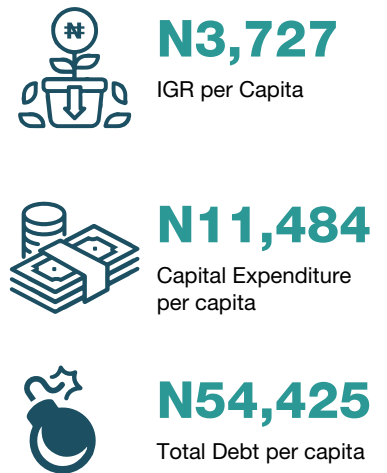 ₦
N3,727
IGR per Capita
N11,484
Capital Expenditure
per capita
N54,425
Total Debt per capita